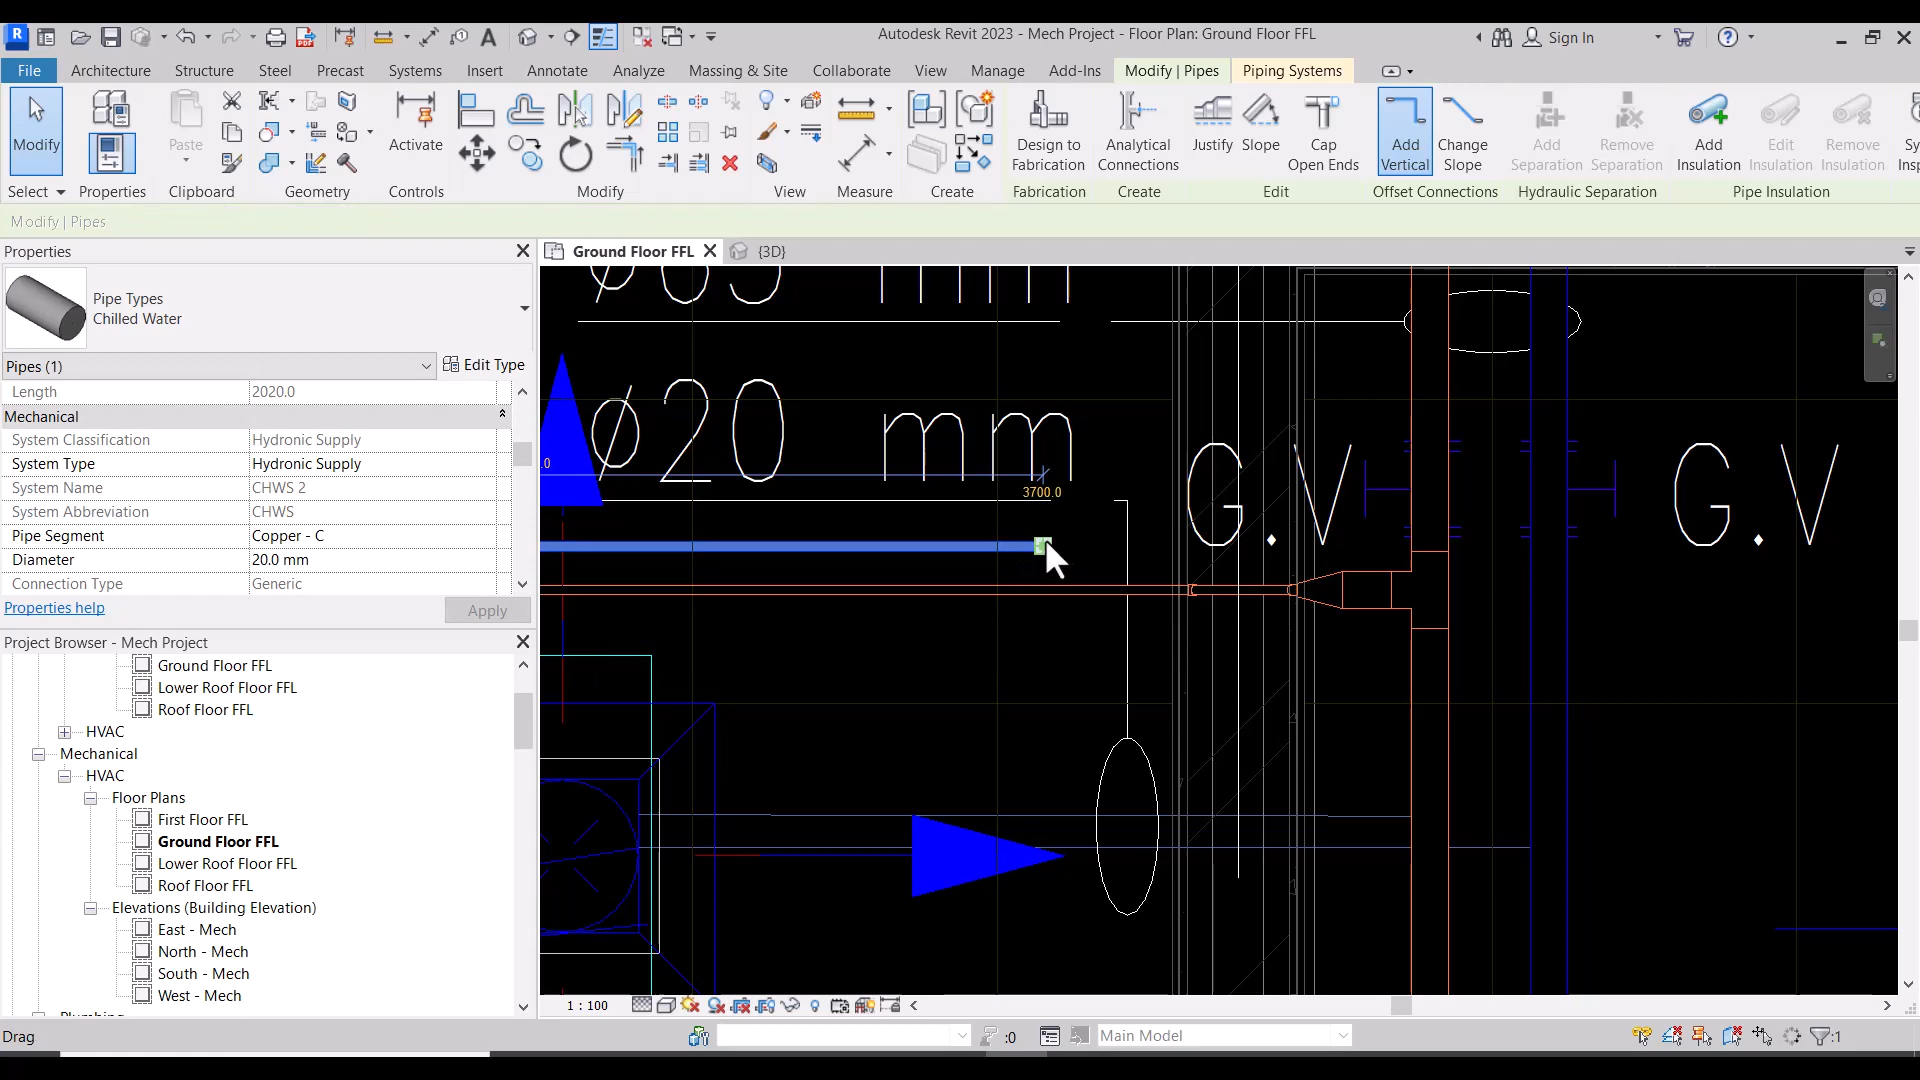 Autodesk Revit 2023 - Mech Project - Floor Plan: Ground Floor FFL
Sign In
File
Architecture
Structure
Steel
Precast
Systems
Insert
Annotate
Analyze
Massing & Site
Collaborate
View
Manage
Add-Ins
Modify | Pipes
Piping Systems
Modify
Paste
Activate
Design to Fabrication
Analytical Connections
Justify
Slope
Cap Open Ends
Add Vertical
Change Slope
Add Separation
Remove Separation
Add Insulation
Edit Insulation
Remove Insulation
Select
Properties
Clipboard
Geometry
Controls
Modify
View
Measure
Create
Fabrication
Create
Edit
Offset Connections
Hydraulic Separation
Pipe Insulation
Modify | Pipes
Properties
Pipe Types
Chilled Water
Pipes (1)
Edit Type
Length 2020.0
Mechanical
System Classification Hydronic Supply
System Type Hydronic Supply
System Name CHWS 2
System Abbreviation CHWS
Pipe Segment Copper - C
Diameter 20.0 mm
Connection Type Generic
Properties help
Apply
Project Browser - Mech Project
Ground Floor FFL
Lower Roof Floor FFL
Roof Floor FFL
HVAC
Mechanical
HVAC
Floor Plans
First Floor FFL
Ground Floor FFL
Lower Roof Floor FFL
Roof Floor FFL
Elevations (Building Elevation)
East - Mech
North - Mech
South - Mech
West - Mech
Ground Floor FFL
{3D}
ø20 mm
.0
3700.0
G.V
G.V
1 : 100
Drag
:0
Main Model
:1